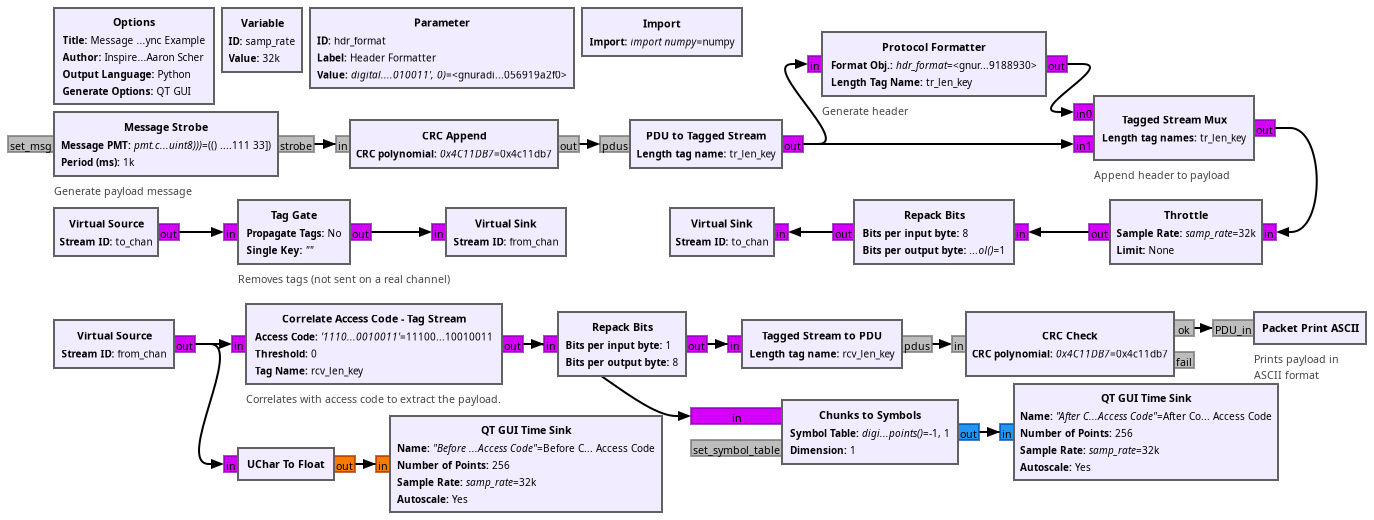 Options
Title: Message ...ync Example
Author: Inspire...Aaron Scher
Output Language: Python
Generate Options: QT GUI
Variable
ID: samp_rate
Value: 32k
Parameter
ID: hdr_format
Label: Header Formatter
Value: digital....010011', 0)=<gnuradi...056919a2f0>
Import
Import: import numpy=numpy
Protocol Formatter
Format Obj.: hdr_format=<gnur...9188930>
Length Tag Name: tr_len_key
in
out
Generate header
set_msg
Message Strobe
Message PMT: pmt.c...uint8)))=(() ....111 33])
Period (ms): 1k
strobe
Generate payload message
in
CRC Append
CRC polynomial: 0x4C11DB7=0x4c11db7
out
pdus
PDU to Tagged Stream
Length tag name: tr_len_key
out
in0
in1
Tagged Stream Mux
Length tag names: tr_len_key
out
Append header to payload
Virtual Source
Stream ID: to_chan
out
in
Tag Gate
Propagate Tags: No
Single Key: ""
out
Removes tags (not sent on a real channel)
in
Virtual Sink
Stream ID: from_chan
Virtual Sink
Stream ID: to_chan
in
out
Repack Bits
Bits per input byte: 8
Bits per output byte: ...ol()=1
in
out
Throttle
Sample Rate: samp_rate=32k
Limit: None
in
Virtual Source
Stream ID: from_chan
out
in
Correlate Access Code - Tag Stream
Access Code: '1110...0010011'=11100...10010011
Threshold: 0
Tag Name: rcv_len_key
out
Correlates with access code to extract the payload.
in
Repack Bits
Bits per input byte: 1
Bits per output byte: 8
out
in
Tagged Stream to PDU
Length tag name: rcv_len_key
pdus
in
CRC Check
CRC polynomial: 0x4C11DB7=0x4c11db7
ok
fail
PDU_in
Packet Print ASCII
Prints payload in
ASCII format
in
UChar To Float
out
in
QT GUI Time Sink
Name: "Before ...Access Code"=Before C... Access Code
Number of Points: 256
Sample Rate: samp_rate=32k
Autoscale: Yes
in
set_symbol_table
Chunks to Symbols
Symbol Table: digi...points()=-1, 1
Dimension: 1
out
in
QT GUI Time Sink
Name: "After C...Access Code"=After Co... Access Code
Number of Points: 256
Sample Rate: samp_rate=32k
Autoscale: Yes